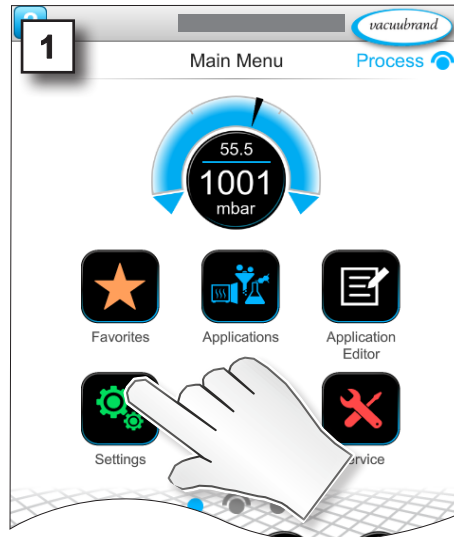 1
vacuubrand
Main Menu
Process
55.5
1001
mbar
Favorites
Applications
Application
Editor
Settings